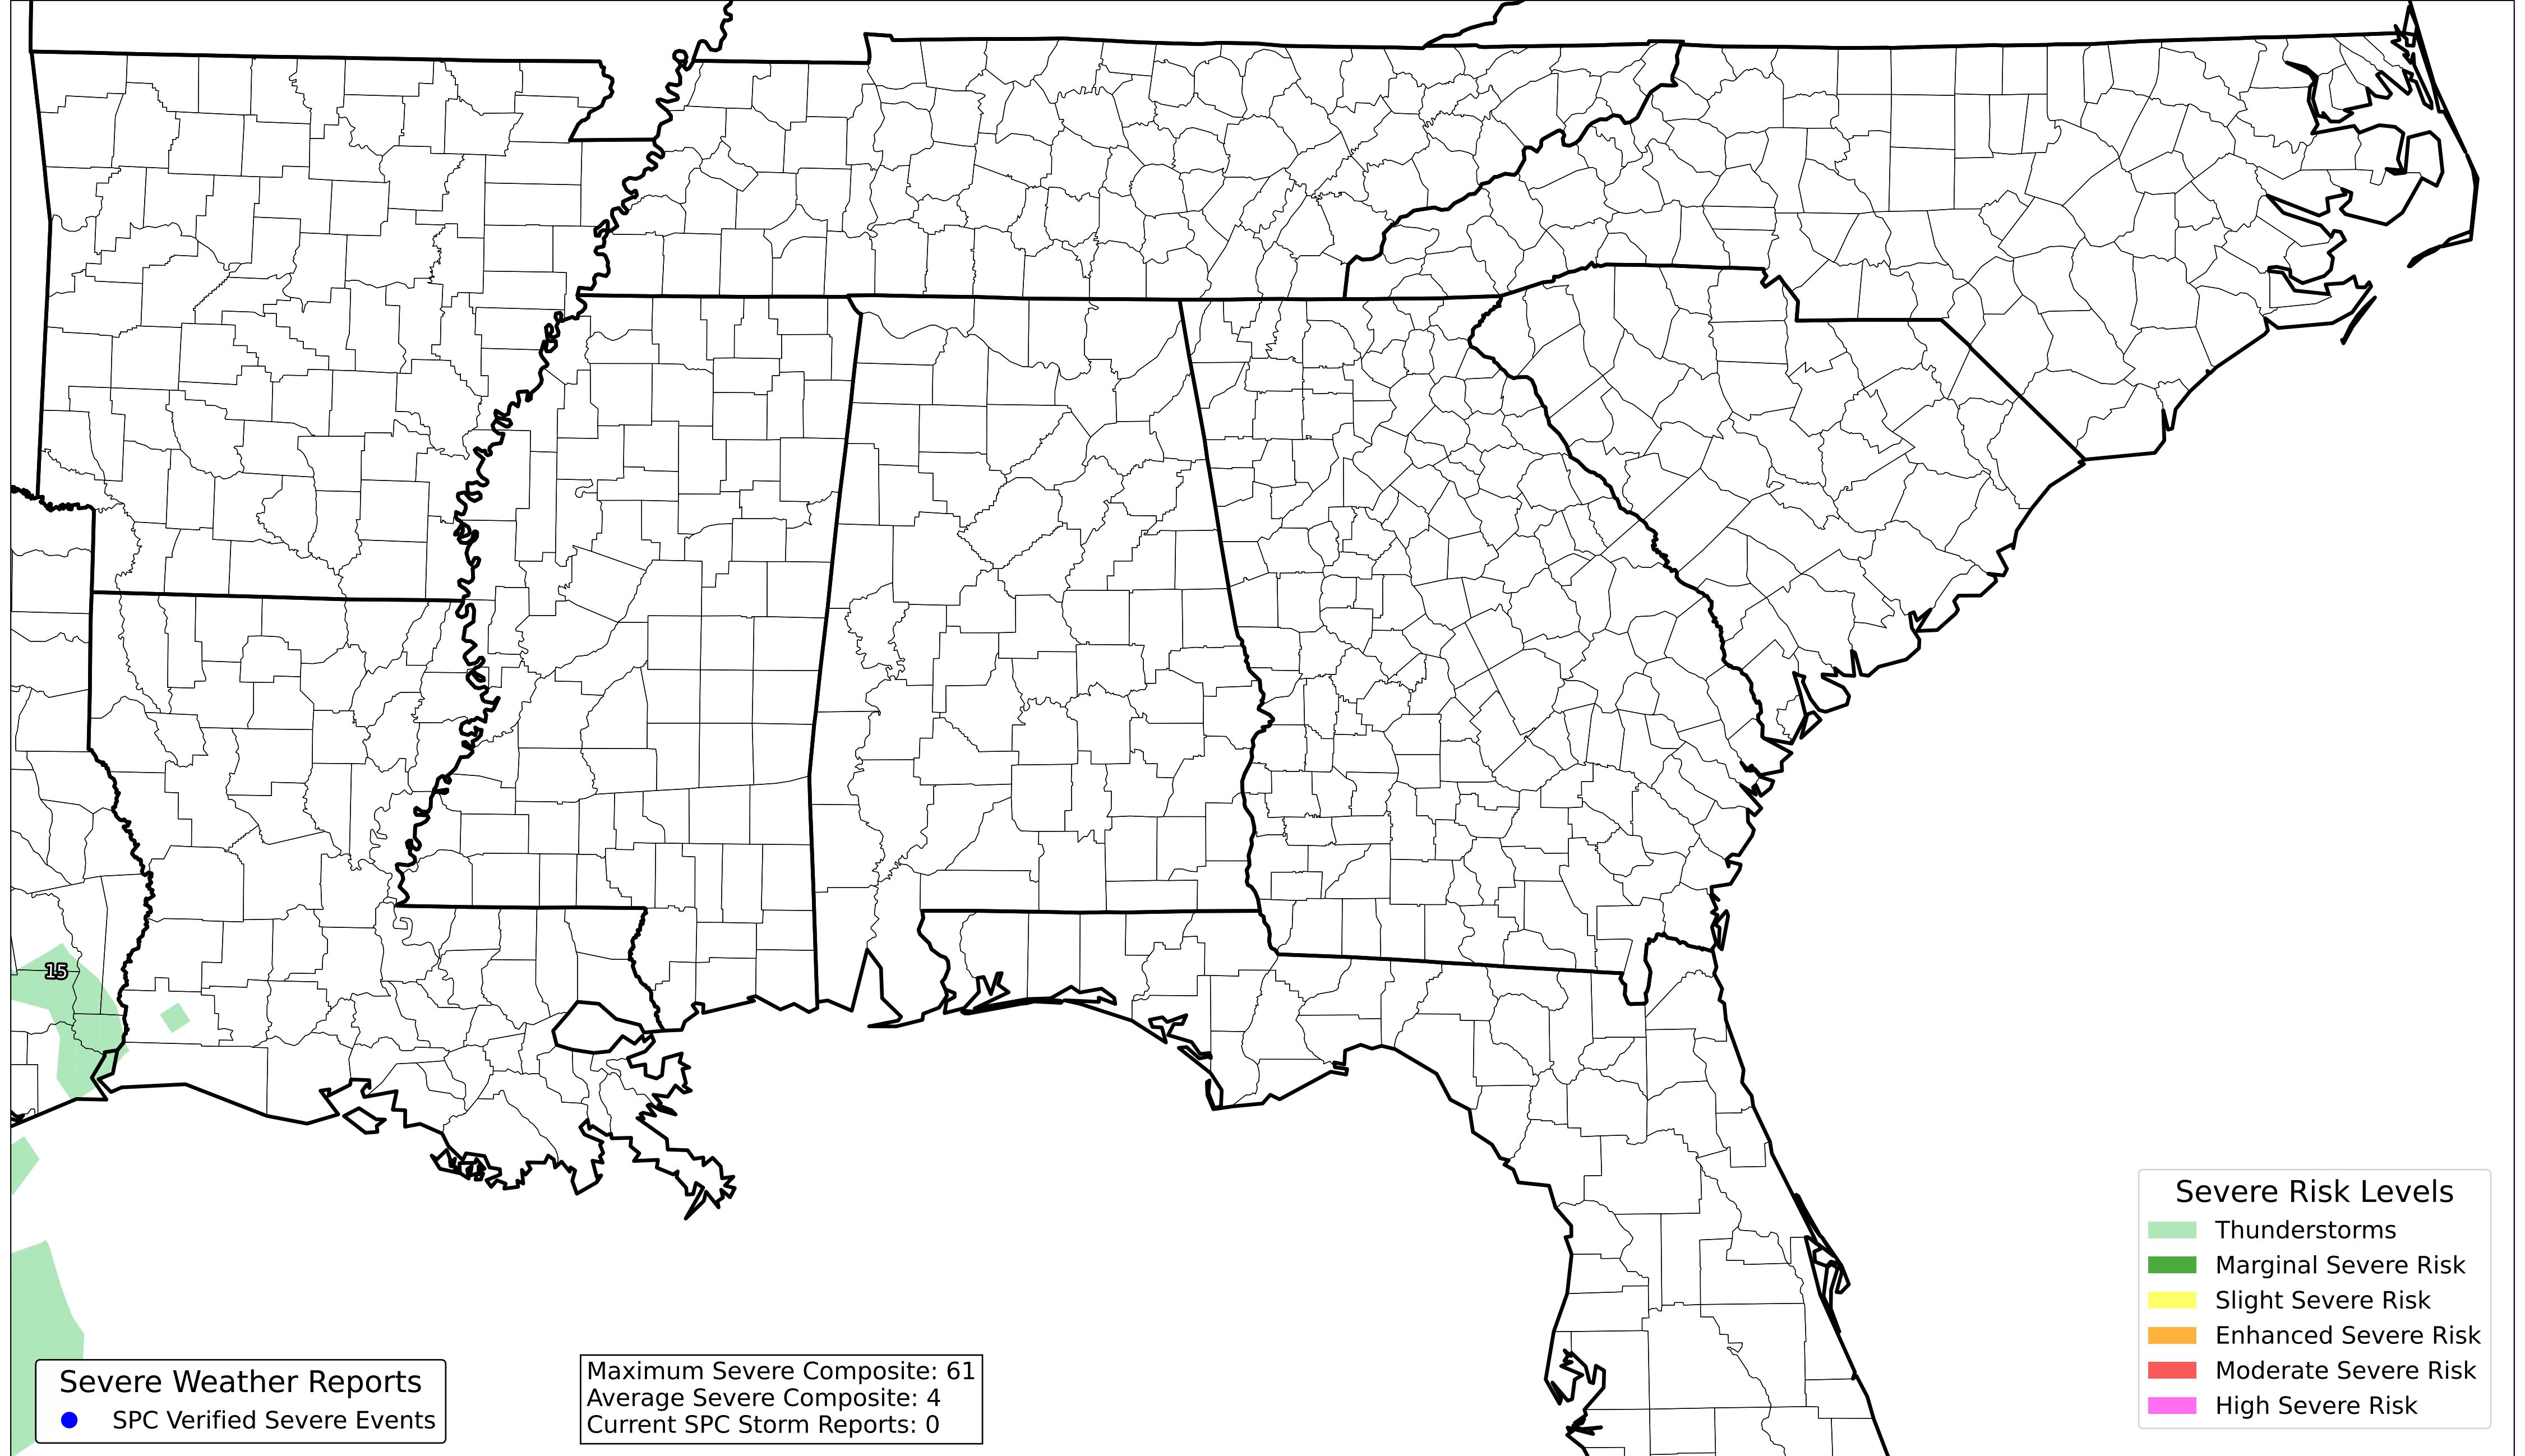 15
Severe Risk Levels
Thunderstorms
Marginal Severe Risk
Slight Severe Risk
Enhanced Severe Risk
Moderate Severe Risk
High Severe Risk
Severe Weather Reports
SPC Verified Severe Events
Maximum Severe Composite: 61
Average Severe Composite: 4
Current SPC Storm Reports: 0